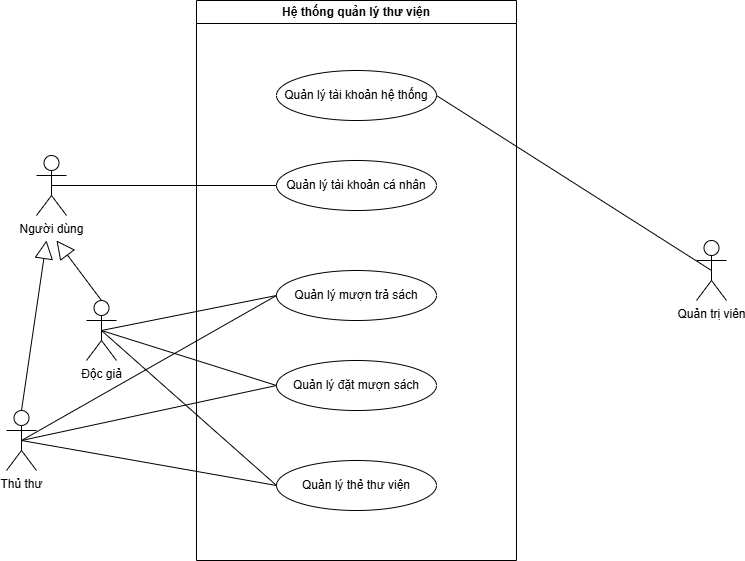 Hệ thống quản lý thư viện
Quản lý tài khoản hệ thống
Quản lý tài khoản cá nhân
Người dùng
Quản lý mượn trả sách
Quản trị viên
Độc giả
Quản lý đặt mượn sách
Thủ thư
Quản lý thẻ thư viện